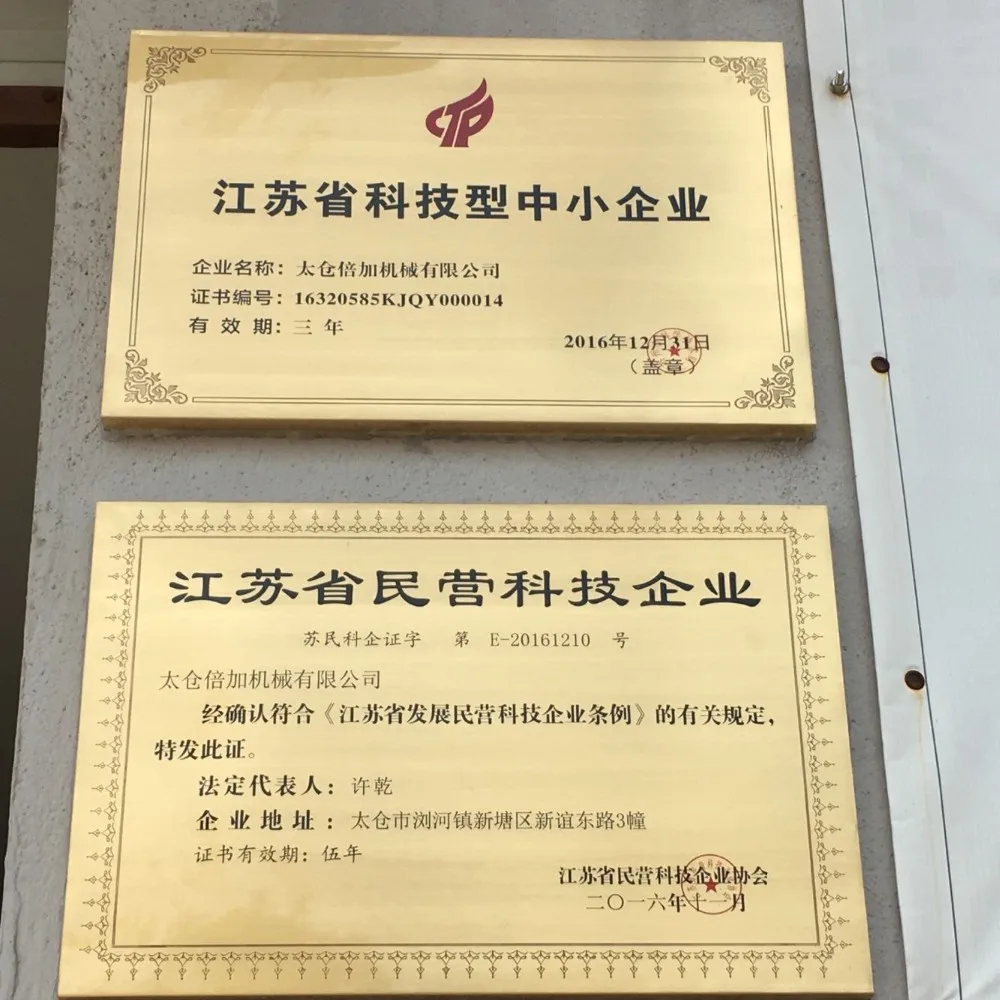 江苏省科技型中小企业
企业名称：太仓倍加机械有限公司
证书编号：16320585KJQY000014
有 效 期：三 年
2016年12月31日
（盖章）
江苏省民营科技企业
苏民科企证字 第 E-20161210 号
太仓倍加机械有限公司
经确认符合《江苏省发展民营科技企业条例》的有关规定，
特发此证。
法定代表人：许乾
企 业 地 址 ：太仓市浏河镇新塘区新谊东路3幢
证书有效期：伍年
江苏省民营科技企业协会
二〇一六年十一月